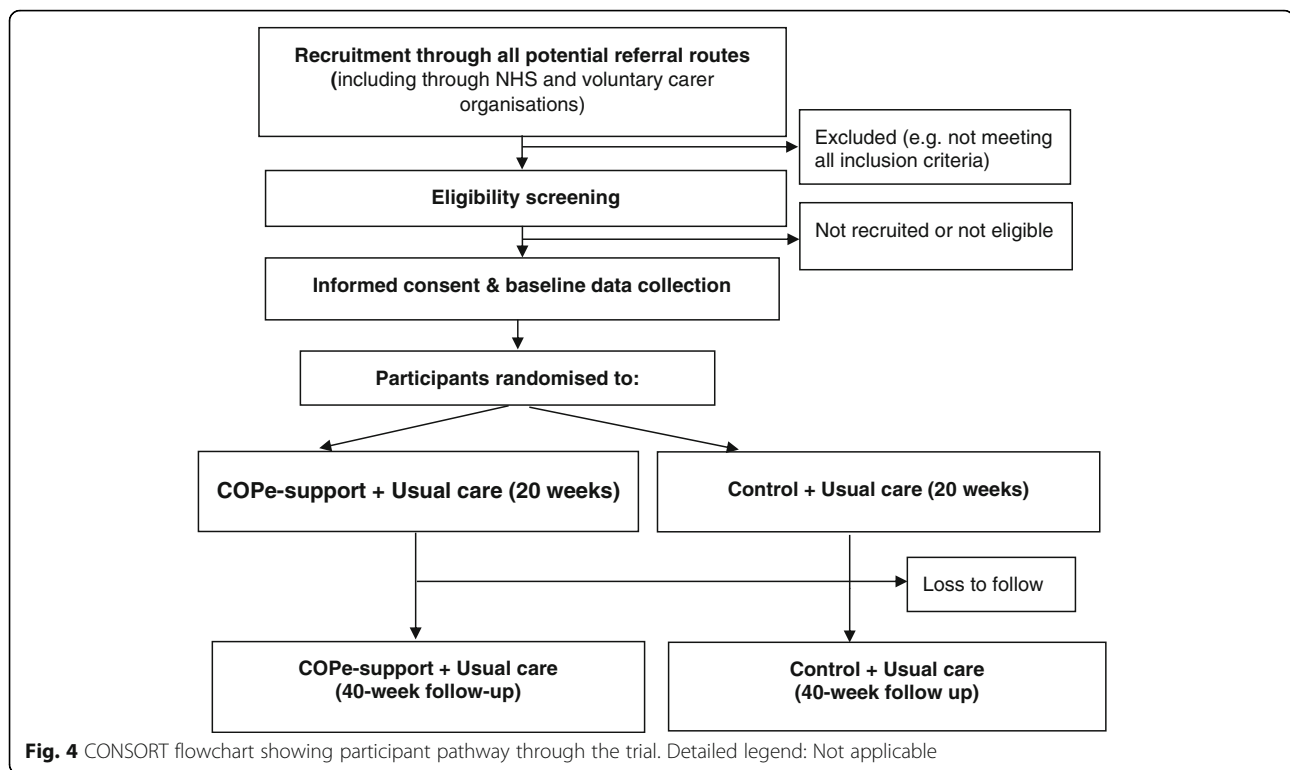 Recruitment through all potential referral routes
(including through NHS and voluntary carer
organisations)
Excluded (e.g. not meeting
all inclusion criteria)
Eligibility screening
Not recruited or not eligible
Informed consent & baseline data collection
Participants randomised to:
COPe-support + Usual care (20 weeks)
Control + Usual care (20 weeks)
Loss to follow
COPe-support + Usual care
(40-week follow-up)
Control + Usual care
(40-week follow up)
Fig. 4 CONSORT flowchart showing participant pathway through the trial. Detailed legend: Not applicable